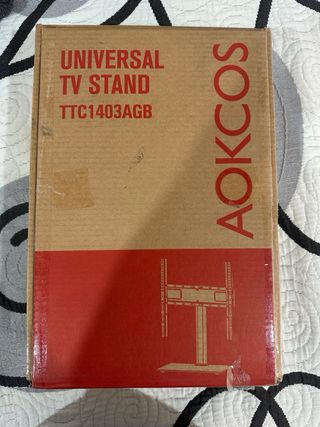 UNIVERSAL
TV STAND
TTC1403AGB
AOKCOS